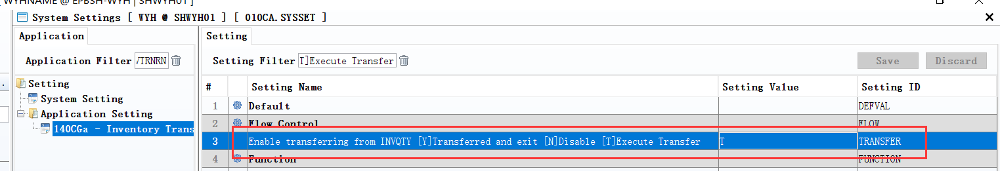 WYHNAME @ EPBSH-WYH | SHWYH01 ]
System Settings [ WYH @ SHWYH01 ] [ 010CA.SYSSET ]
Application
Setting
Application Filter /TRNRN
Setting Filter T]Execute Transfer
Save
Discard
Setting
System Setting
Application Setting
140CGa - Inventory Trans
# Setting Name Setting Value Setting ID
1 Default DEFVAL
2 Flow Control FLOW
3 Enable transferring from INVQTY [Y]Transferred and exit [N]Disable [T]Execute Transfer T TRANSFER
4 Function FUNCTION